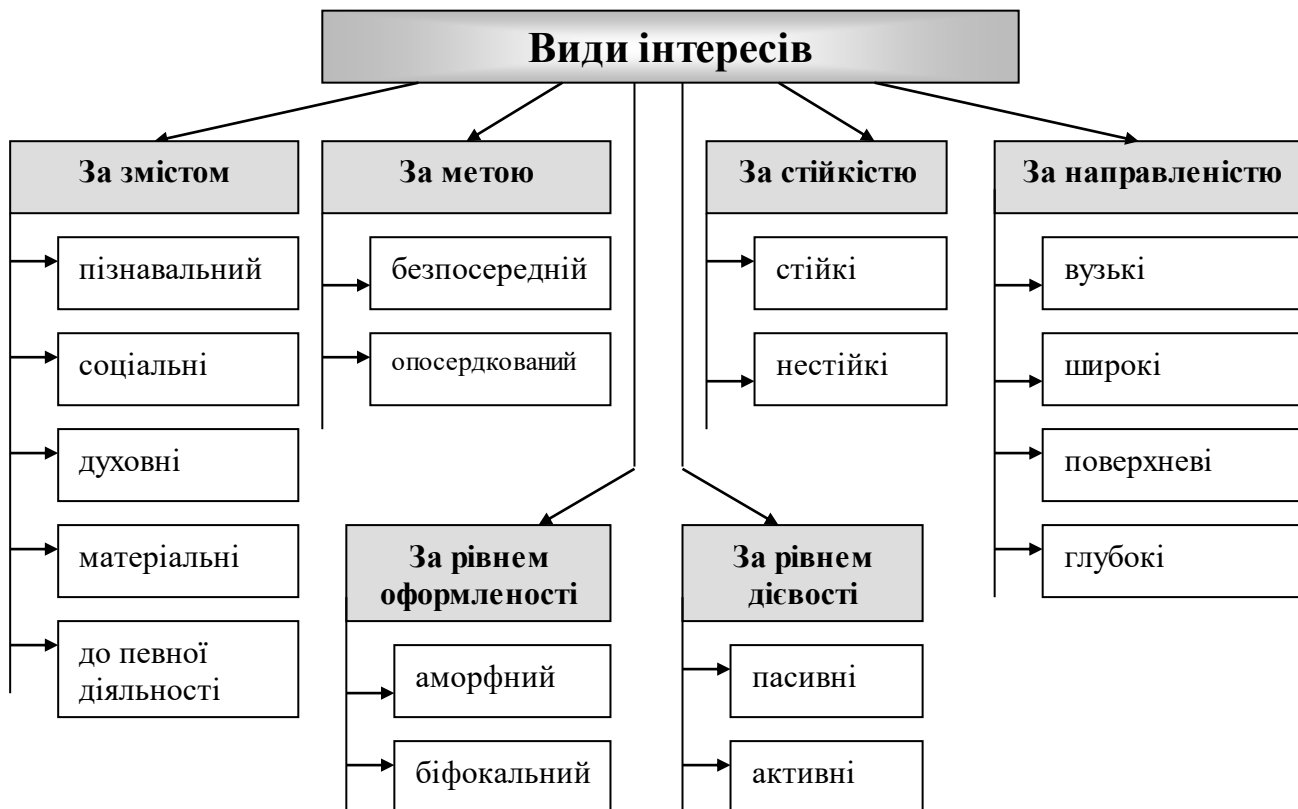 Види інтересів
За змістом
пізнавальний
соціальні
духовні
матеріальні
до певної
діяльності
За метою
безпосередній
опосердкований
За стійкістю
стійкі
нестійкі
За направленістю
вузькі
широкі
поверхневі
глубокі
За рівнем
оформленості
аморфний
біфокальний
За рівнем
дієвості
пасивні
активні